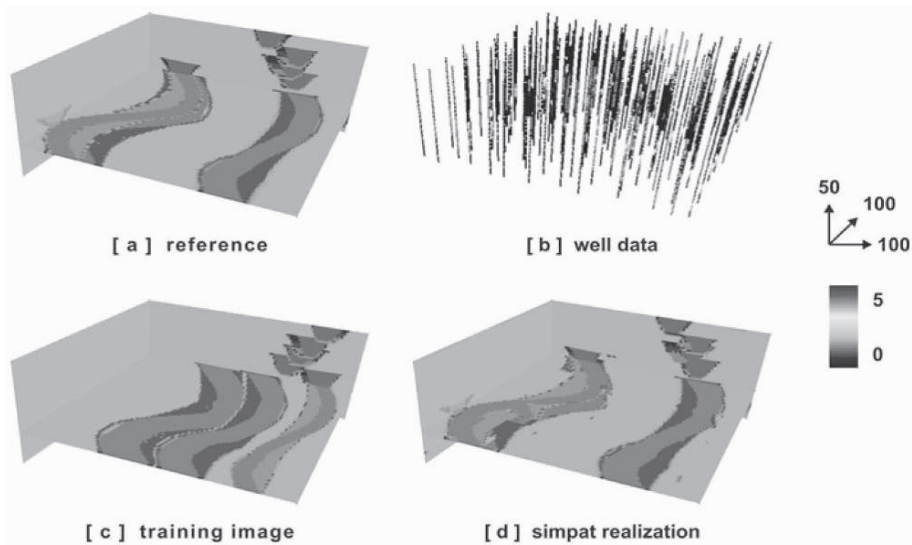 [ a ] reference
[ b ] well data
50
100
100
5
0
[ c ] training image
[ d ] simpat realization